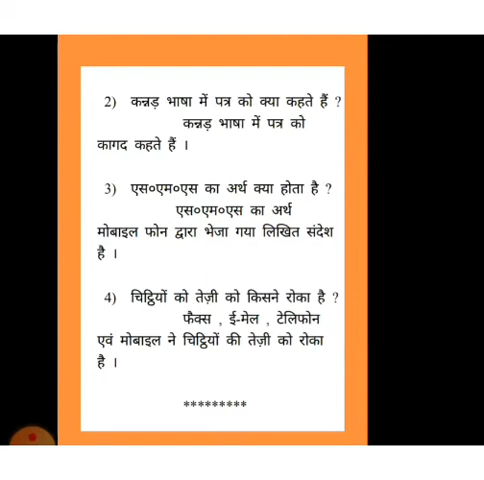 2) कन्नड़ भाषा में पत्र को क्या कहते हैं ?
कन्नड़ भाषा में पत्र को
कागद कहते हैं ।
3) एस०एम०एस का अर्थ क्या होता है ?
एस०एम०एस का अर्थ
मोबाइल फोन द्वारा भेजा गया लिखित संदेश
है ।
4) चिट्ठियों को तेज़ी को किसने रोका है ?
फैक्स , ई-मेल , टेलिफोन
एवं मोबाइल ने चिट्ठियों की तेज़ी को रोका
है ।
*********